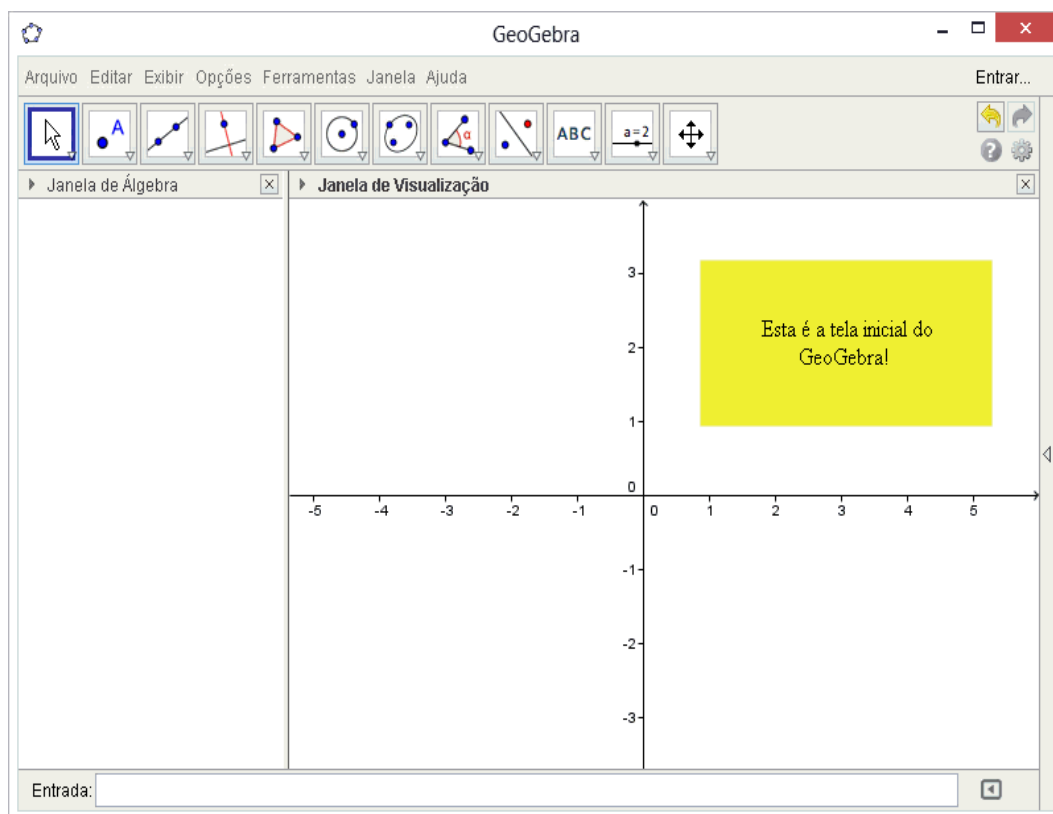 GeoGebra
Arquivo Editar Exibir Opções Ferramentas Janela Ajuda
Entrar...
A
α
ABC
a=2
Janela de Álgebra
Janela de Visualização
Esta é a tela inicial do
GeoGebra!
3
2
1
0
-5 -4 -3 -2 -1 0 1 2 3 4 5
-1
-2
-3
Entrada: